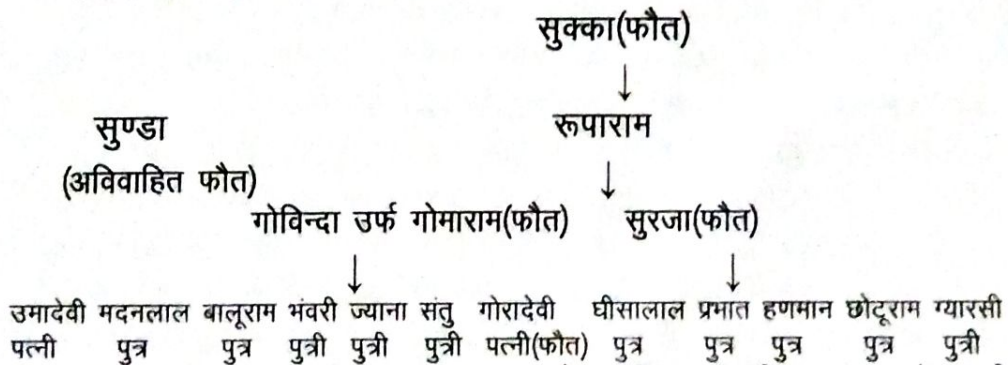 सुक्का(फौत)
↓
सुण्डा रूपाराम
(अविवाहित फौत) ↓
गोविन्दा उर्फ गोमाराम(फौत) सुरजा(फौत)
↓ ↓
उमादेवी मदनलाल बालूराम भंवरी ज्याना संतु गोरादेवी घीसालाल प्रभात हणमान छोटूराम ग्यारसी
पत्नी पुत्र पुत्र पुत्री पुत्री पुत्री पत्नी(फौत) पुत्र पुत्र पुत्र पुत्र पुत्री